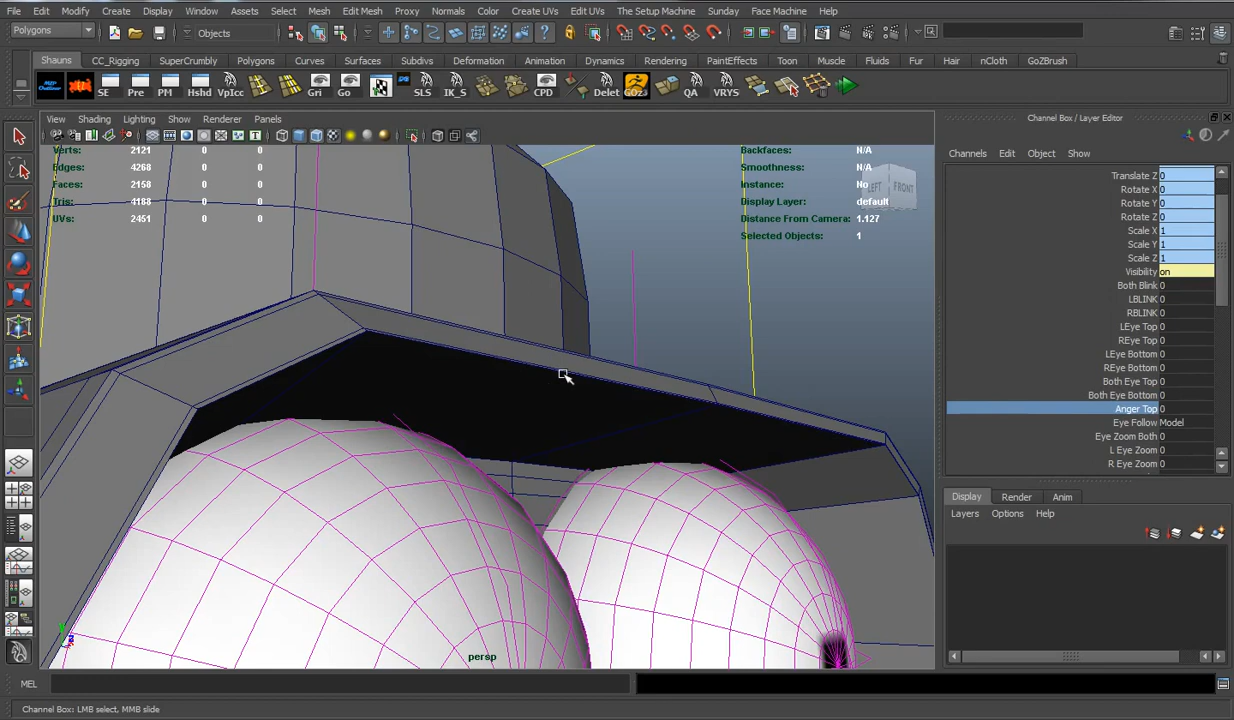 File Edit Modify Create Display Window Assets Select Mesh Edit Mesh Proxy Normals Color Create UVs Edit UVs The Setup Machine Sunday Face Machine Help
Polygons Objects
Shauns CC_Rigging SuperCrumbly Polygons Curves Surfaces Subdivs Deformation Animation Dynamics Rendering PaintEffects Toon Muscle Fluids Fur Hair nCloth GoZBrush
SE Pre PM Hshd VpIcc Gri Go SLS IK_S CPD Delet GOz3 QA VRYS
View Shading Lighting Show Renderer Panels
Channel Box / Layer Editor
Channels Edit Object Show
Verts: 2121 0 0
Edges: 4268 0 0
Faces: 2158 0 0
Tris: 4188 0 0
UVs: 2451 0 0
Backfaces: N/A
Smoothness: N/A
Instance: No
Display Layer: default
Distance From Camera: 1.127
Selected Objects: 1
LEFT FRONT
Translate Z 0
Rotate X 0
Rotate Y 0
Rotate Z 0
Scale X 1
Scale Y 1
Scale Z 1
Visibility on
Both Blink 0
LBLINK 0
RBLINK 0
LEye Top 0
REye Top 0
LEye Bottom 0
REye Bottom 0
Both Eye Top 0
Both Eye Bottom 0
Anger Top 0
Eye Follow Model
Eye Zoom Both 0
L Eye Zoom 0
R Eye Zoom 0
Display Render Anim
Layers Options Help
persp
MEL
Channel Box: LMB select, MMB slide